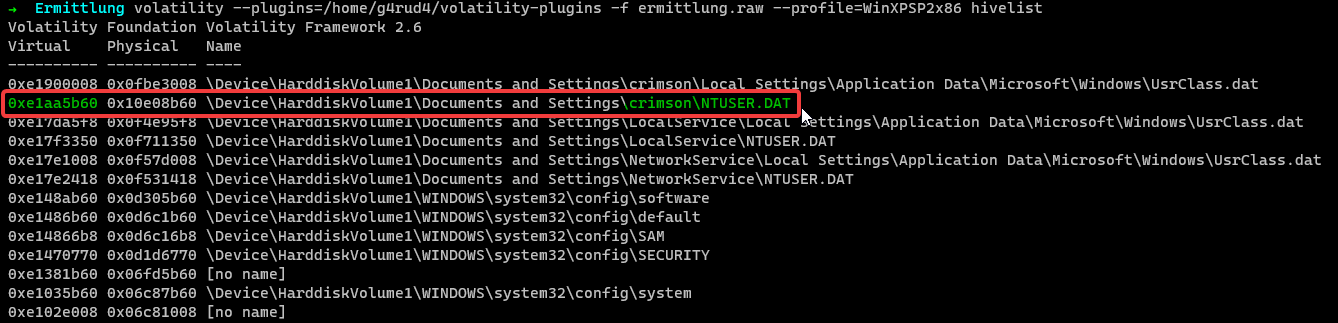 → Ermittlung volatility --plugins=/home/g4rud4/volatility-plugins -f ermittlung.raw --profile=WinXPSP2x86 hivelist
Volatility Foundation Volatility Framework 2.6
Virtual    Physical   Name
---------- ---------- ----
0xe1900008 0x0fbe3008 \Device\HarddiskVolume1\Documents and Settings\crimson\Local Settings\Application Data\Microsoft\Windows\UsrClass.dat
0xe1aa5b60 0x10e08b60 \Device\HarddiskVolume1\Documents and Settings\crimson\NTUSER.DAT
0xe17da5f8 0x0f4e95f8 \Device\HarddiskVolume1\Documents and Settings\LocalService\Local Settings\Application Data\Microsoft\Windows\UsrClass.dat
0xe17f3350 0x0f711350 \Device\HarddiskVolume1\Documents and Settings\LocalService\NTUSER.DAT
0xe17e1008 0x0f57d008 \Device\HarddiskVolume1\Documents and Settings\NetworkService\Local Settings\Application Data\Microsoft\Windows\UsrClass.dat
0xe17e2418 0x0f531418 \Device\HarddiskVolume1\Documents and Settings\NetworkService\NTUSER.DAT
0xe148ab60 0x0d305b60 \Device\HarddiskVolume1\WINDOWS\system32\config\software
0xe1486b60 0x0d6c1b60 \Device\HarddiskVolume1\WINDOWS\system32\config\default
0xe14866b8 0x0d6c16b8 \Device\HarddiskVolume1\WINDOWS\system32\config\SAM
0xe1470770 0x0d1d6770 \Device\HarddiskVolume1\WINDOWS\system32\config\SECURITY
0xe1381b60 0x06fd5b60 [no name]
0xe1035b60 0x06c87b60 \Device\HarddiskVolume1\WINDOWS\system32\config\system
0xe102e008 0x06c81008 [no name]